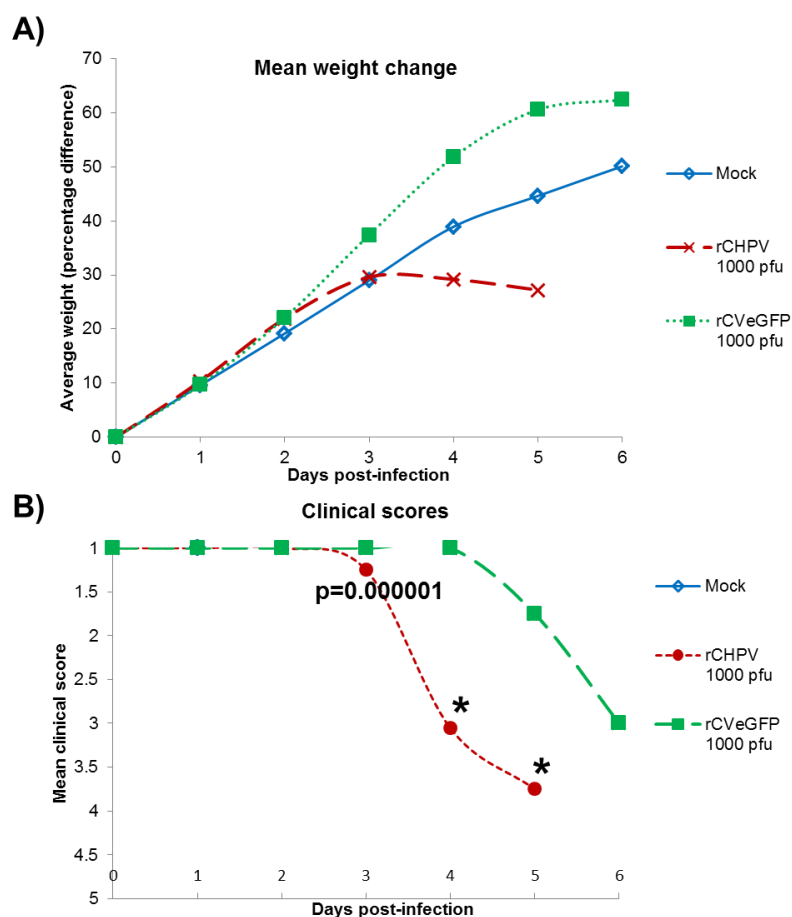 A)
Mean weight change
Average weight (percentage difference)
70
60
50
40
30
20
10
0
0 1 2 3 4 5 6
Days post-infection
Mock
rCHPV
1000 pfu
rCVeGFP
1000 pfu
B)
Clinical scores
Mean clinical score
1
1.5
2
2.5
3
3.5
4
4.5
5
p=0.000001
*
*
0 1 2 3 4 5 6
Days post-infection
Mock
rCHPV
1000 pfu
rCVeGFP
1000 pfu